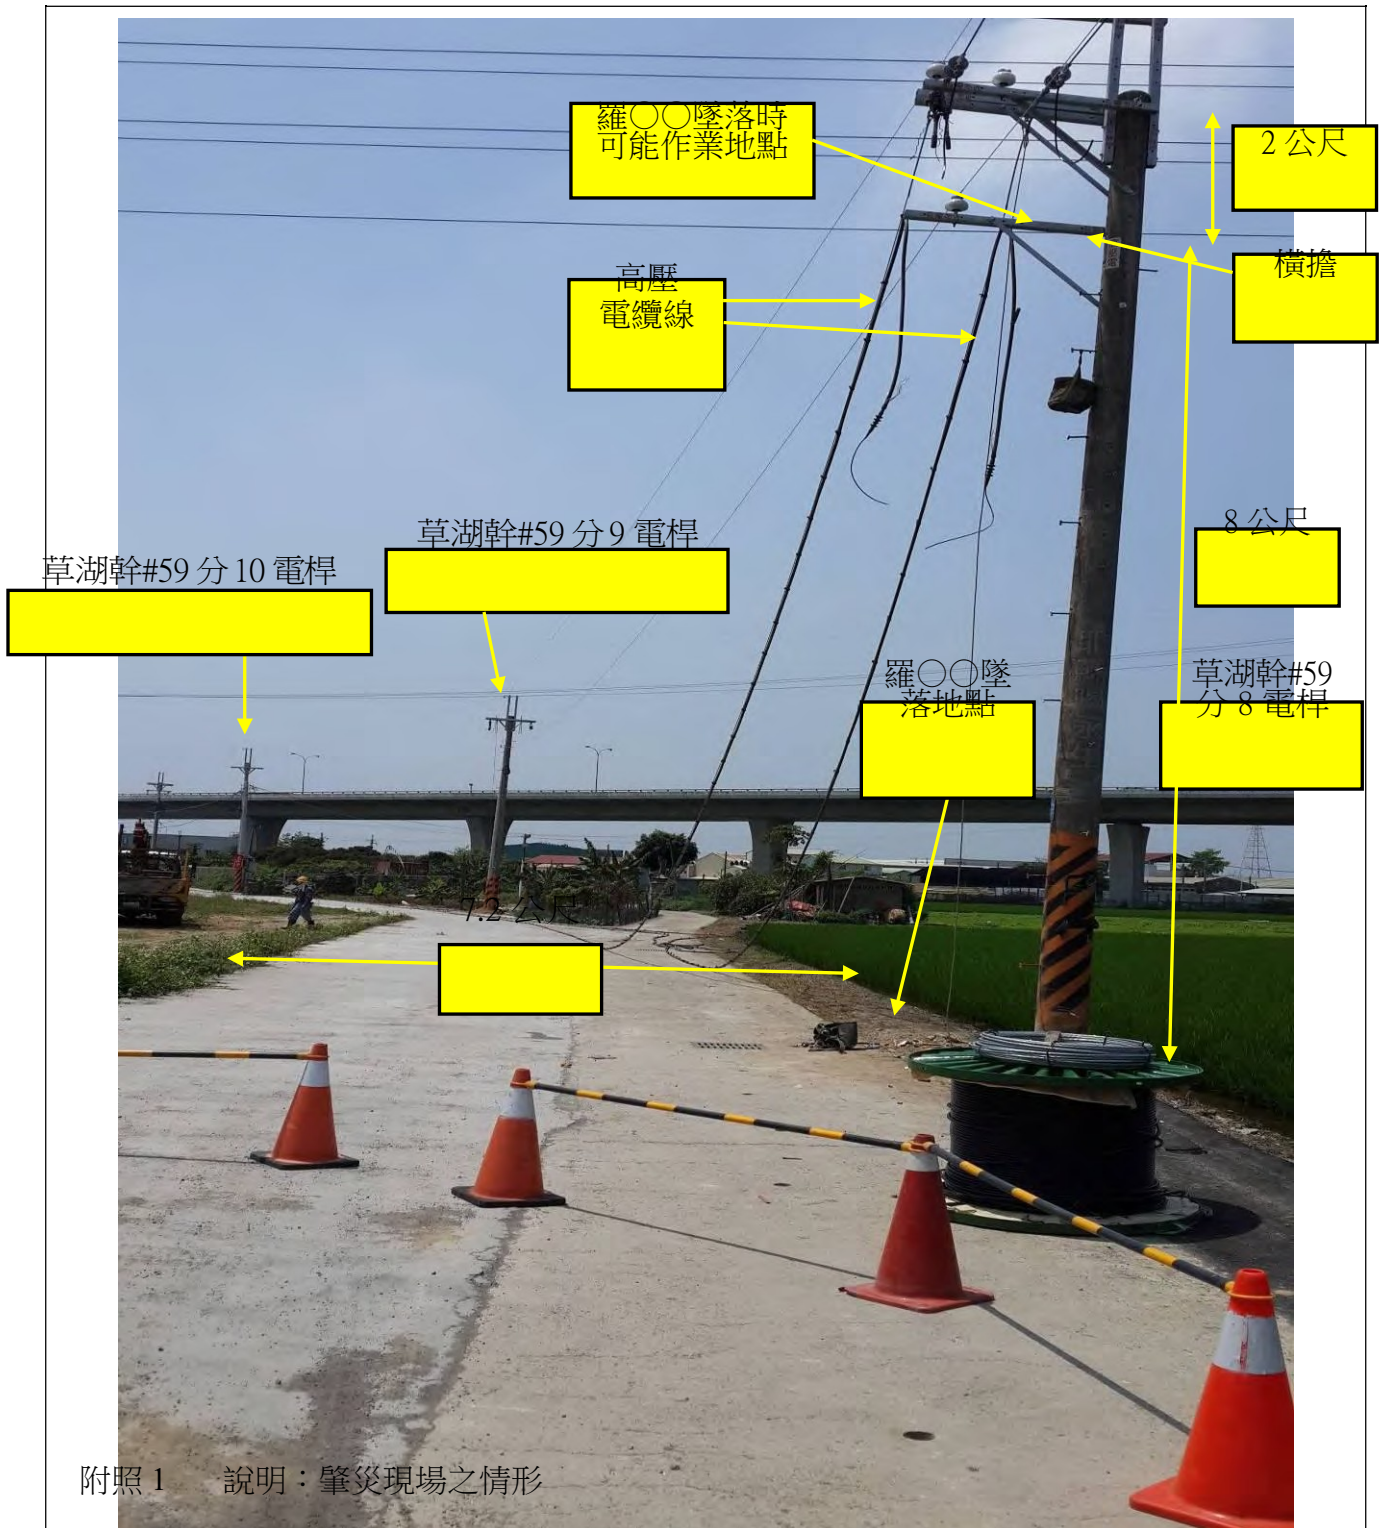 羅○○墜落時
可能作業地點
2 公尺
橫擔
高壓
電纜線
8 公尺
草湖幹#59 分 9 電桿
草湖幹#59 分 10 電桿
羅○○墜
落地點
草湖幹#59
分 8 電桿
7.2 公尺
附照 1 說明：肇災現場之情形